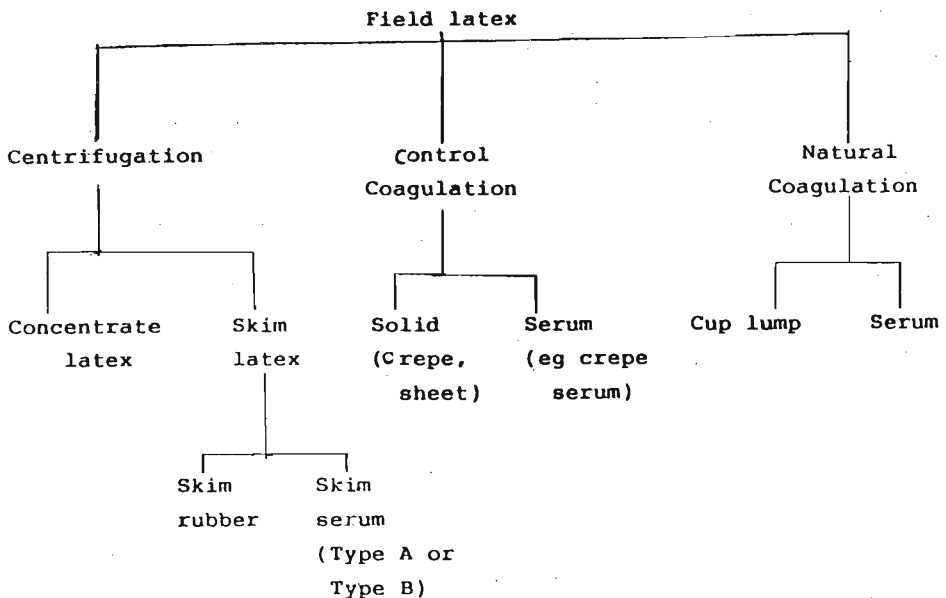 Field latex
Centrifugation
Control
Coagulation
Natural
Coagulation
Concentrate
latex
Skim
latex
Solid
(Crepe,
sheet)
Serum
(eg crepe
serum)
Cup lump
Serum
Skim
rubber
Skim
serum
(Type A or
Type B)